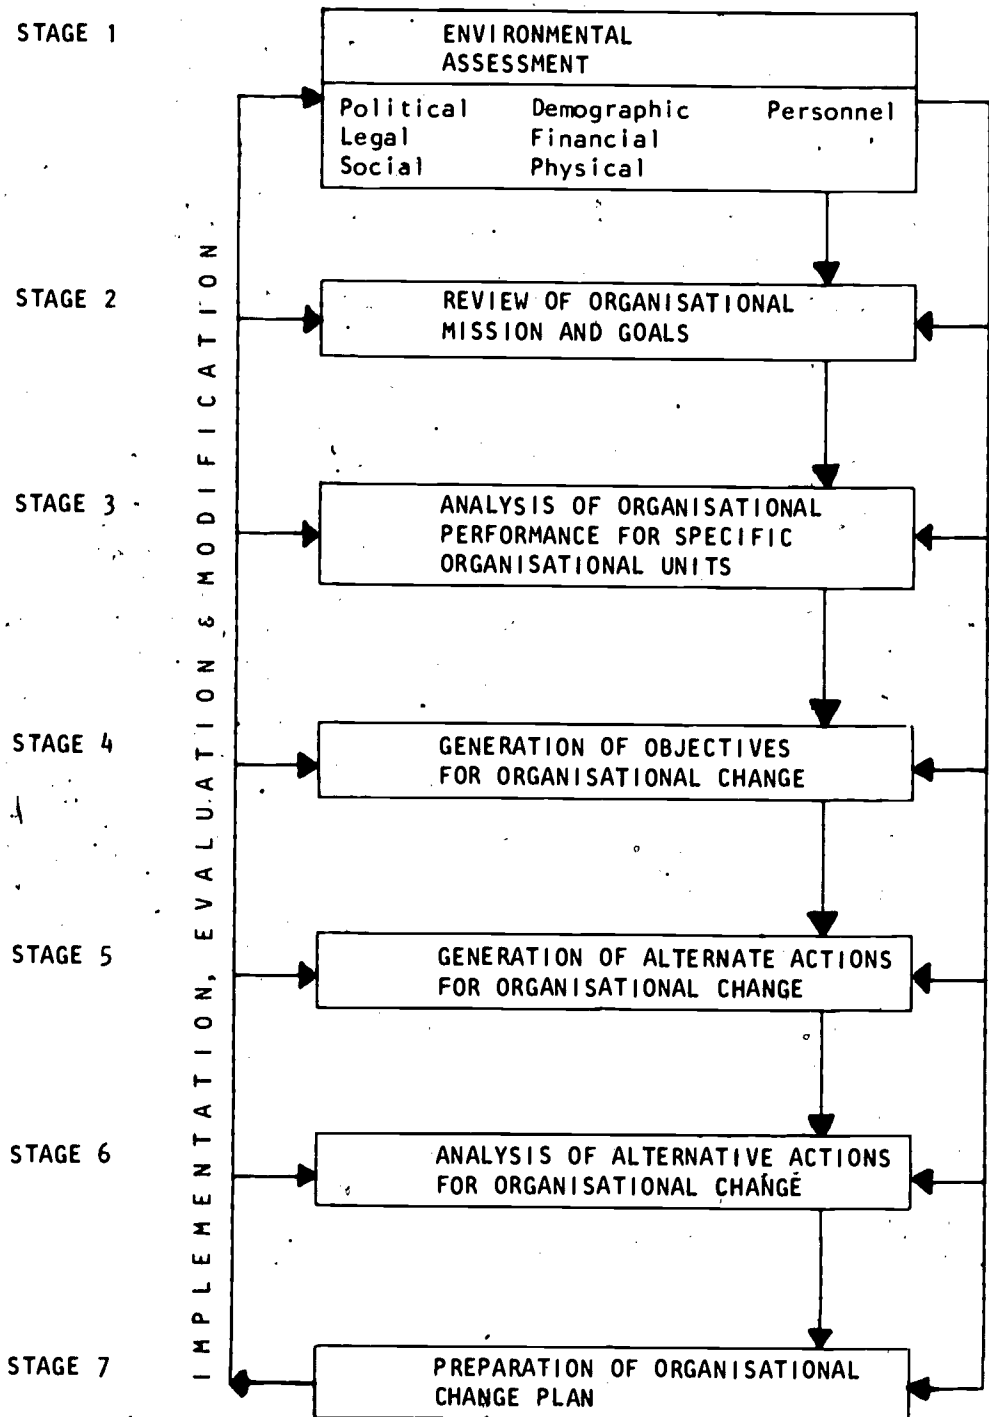 STAGE 1
ENVIRONMENTAL
ASSESSMENT
Political Demographic Personnel
Legal Financial
Social Physical
STAGE 2
REVIEW OF ORGANISATIONAL
MISSION AND GOALS
STAGE 3
ANALYSIS OF ORGANISATIONAL
PERFORMANCE FOR SPECIFIC
ORGANISATIONAL UNITS
STAGE 4
GENERATION OF OBJECTIVES
FOR ORGANISATIONAL CHANGE
STAGE 5
GENERATION OF ALTERNATE ACTIONS
FOR ORGANISATIONAL CHANGE
STAGE 6
ANALYSIS OF ALTERNATIVE ACTIONS
FOR ORGANISATIONAL CHANGE
STAGE 7
PREPARATION OF ORGANISATIONAL
CHANGE PLAN
IMPLEMENTATION, EVALUATION & MODIFICATION